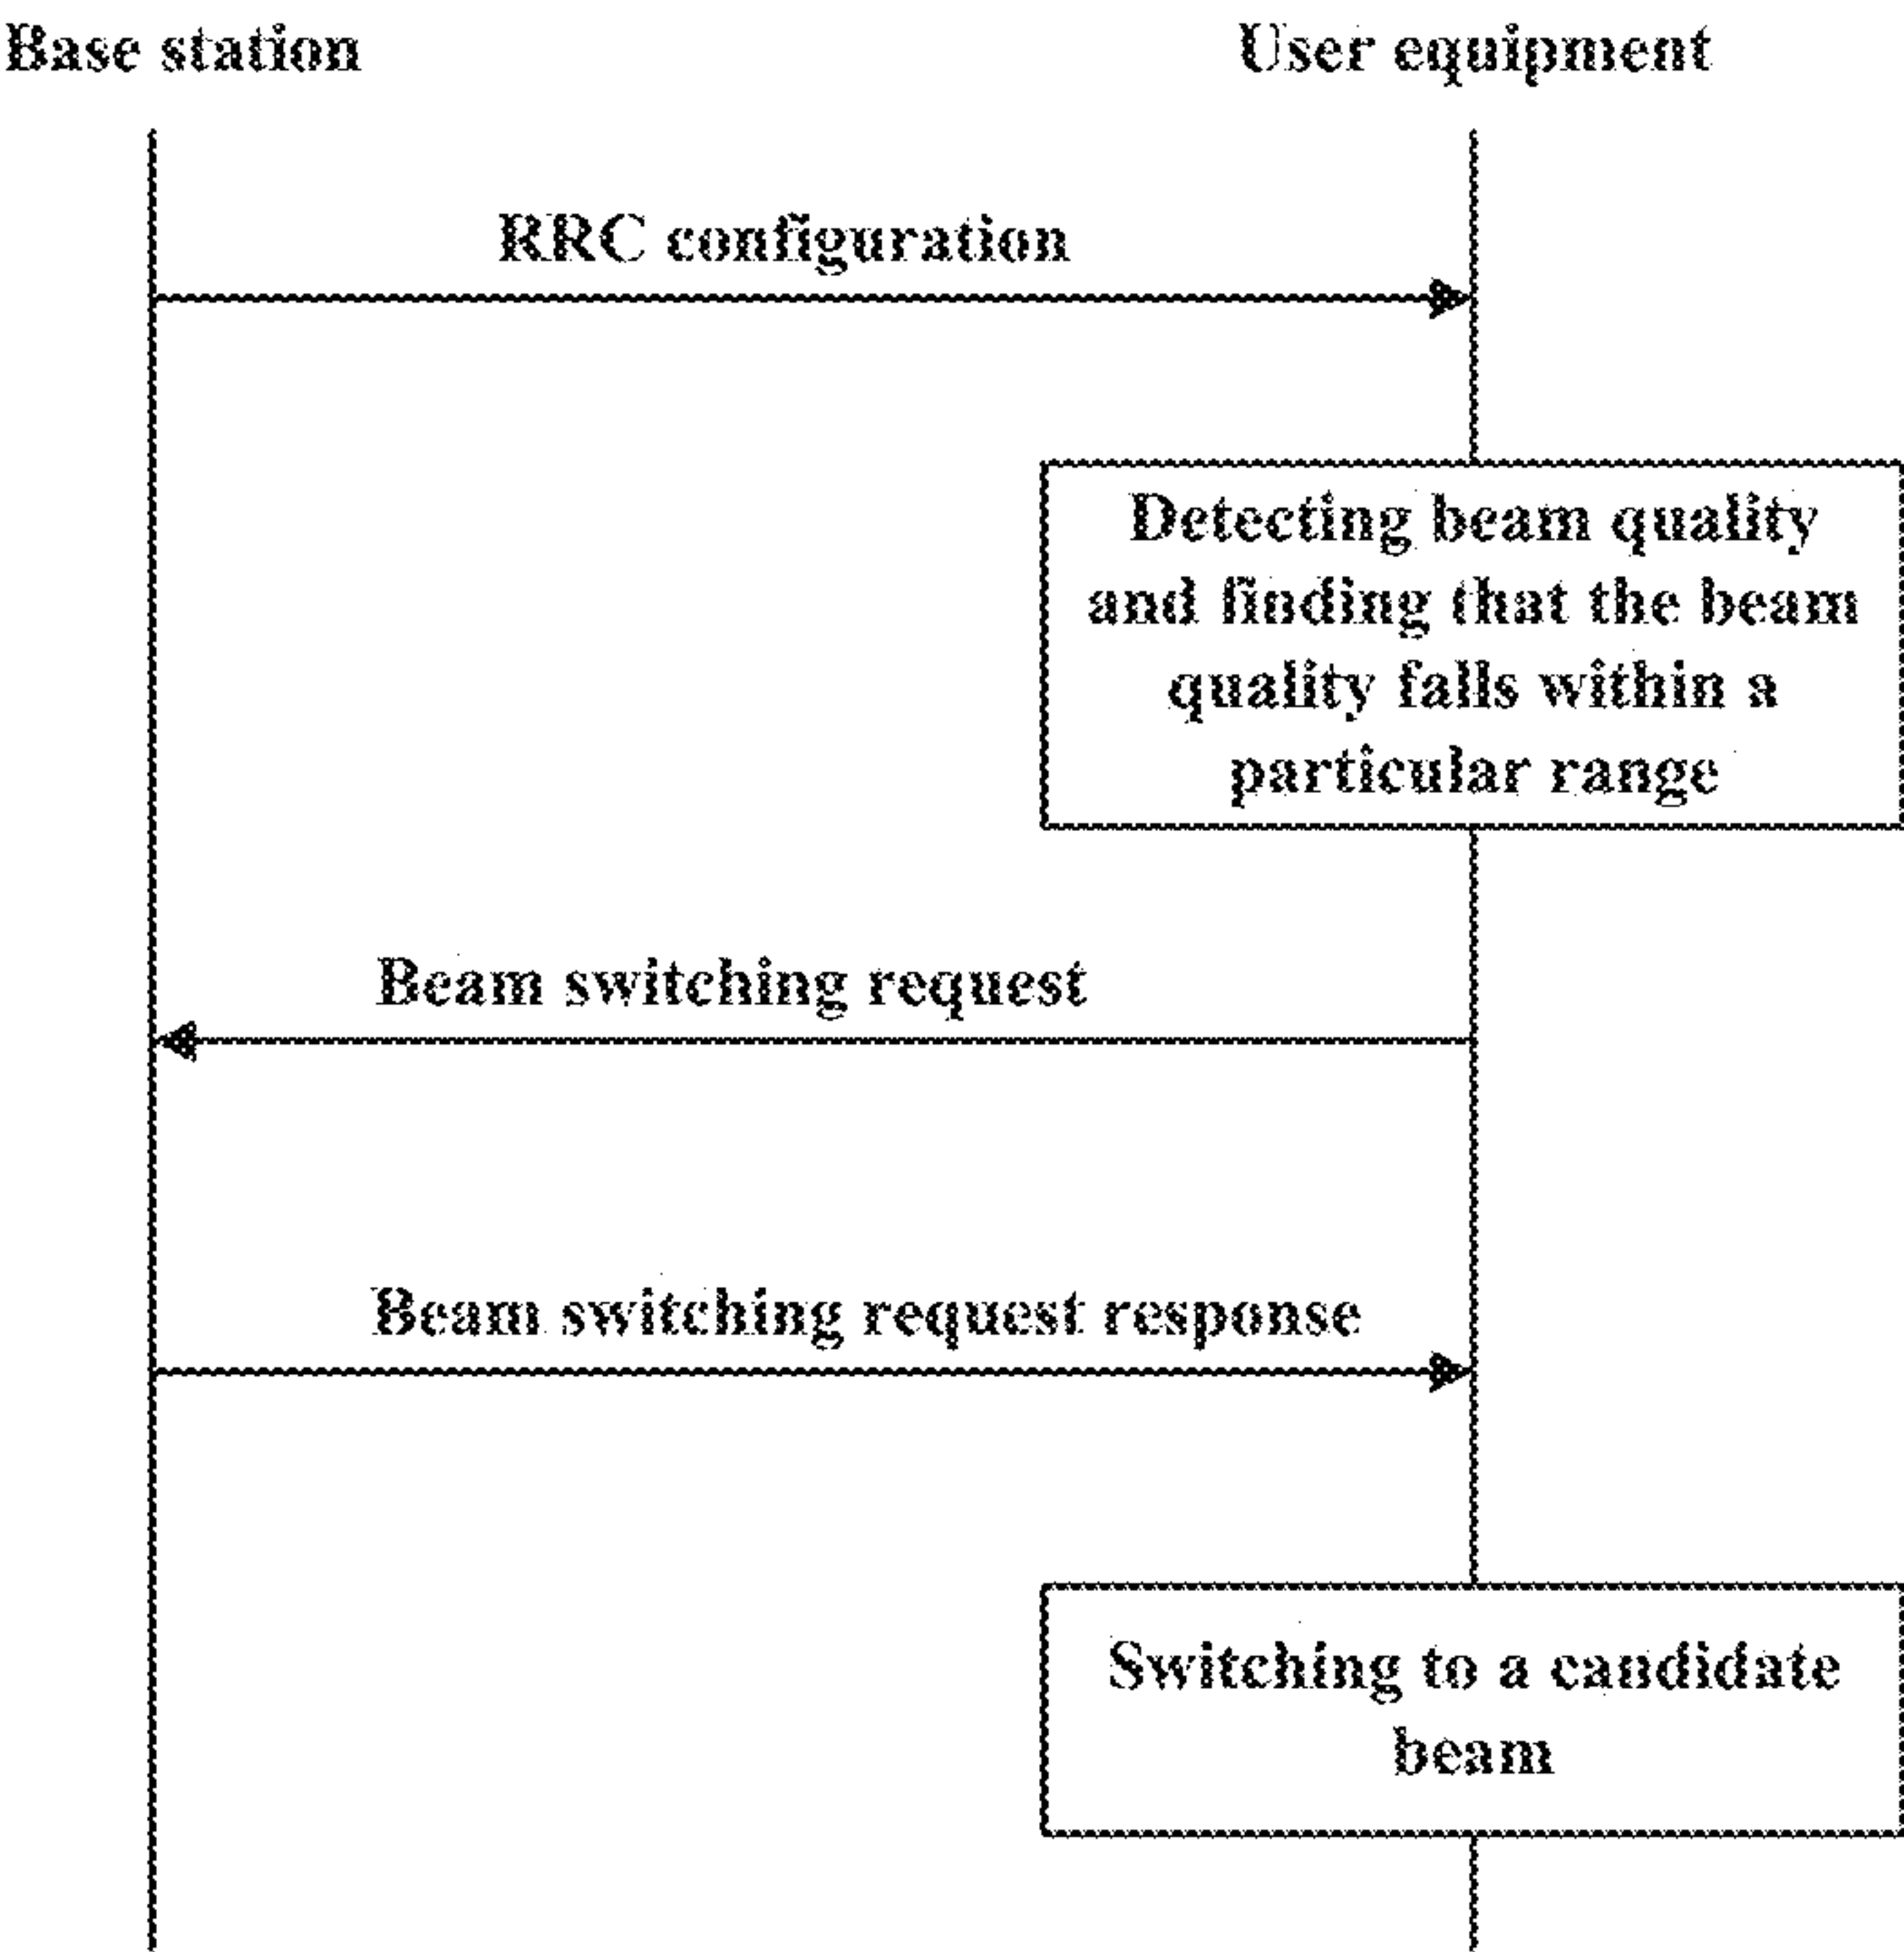 Base station
User equipment
RRC configuration
Detecting beam quality
and finding that the beam
quality falls within a
particular range
Beam switching request
Beam switching request response
Switching to a candidate
beam